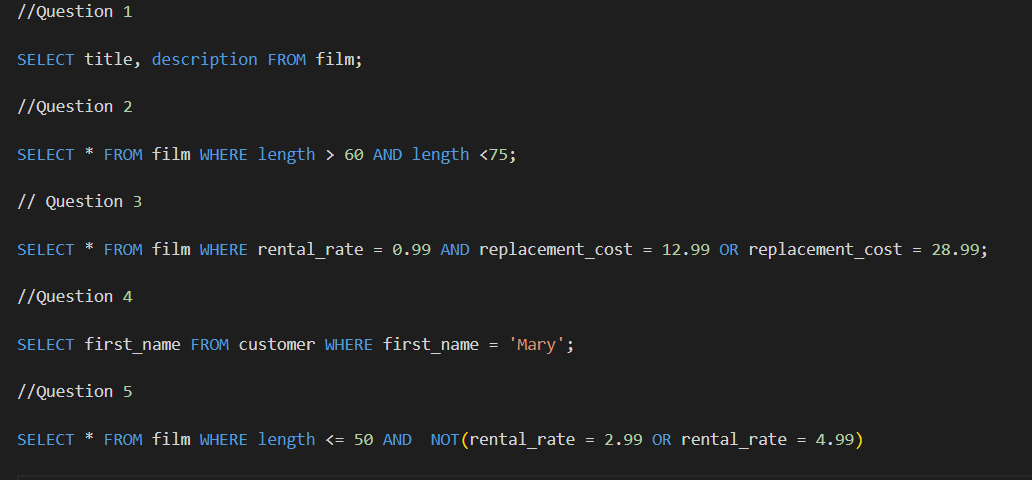 //Question 1
SELECT title, description FROM film;
//Question 2
SELECT * FROM film WHERE length > 60 AND length <75;
// Question 3
SELECT * FROM film WHERE rental_rate = 0.99 AND replacement_cost = 12.99 OR replacement_cost = 28.99;
//Question 4
SELECT first_name FROM customer WHERE first_name = 'Mary';
//Question 5
SELECT * FROM film WHERE length <= 50 AND  NOT(rental_rate = 2.99 OR rental_rate = 4.99)